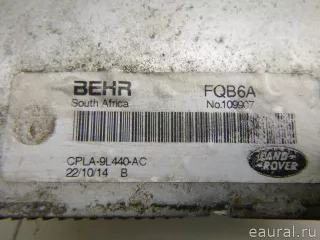 BEHR
FQB6A
South Africa
No.109907
CPLA-9L440-AC
22/10/14 B
LAND
ROVER
© eaural.ru